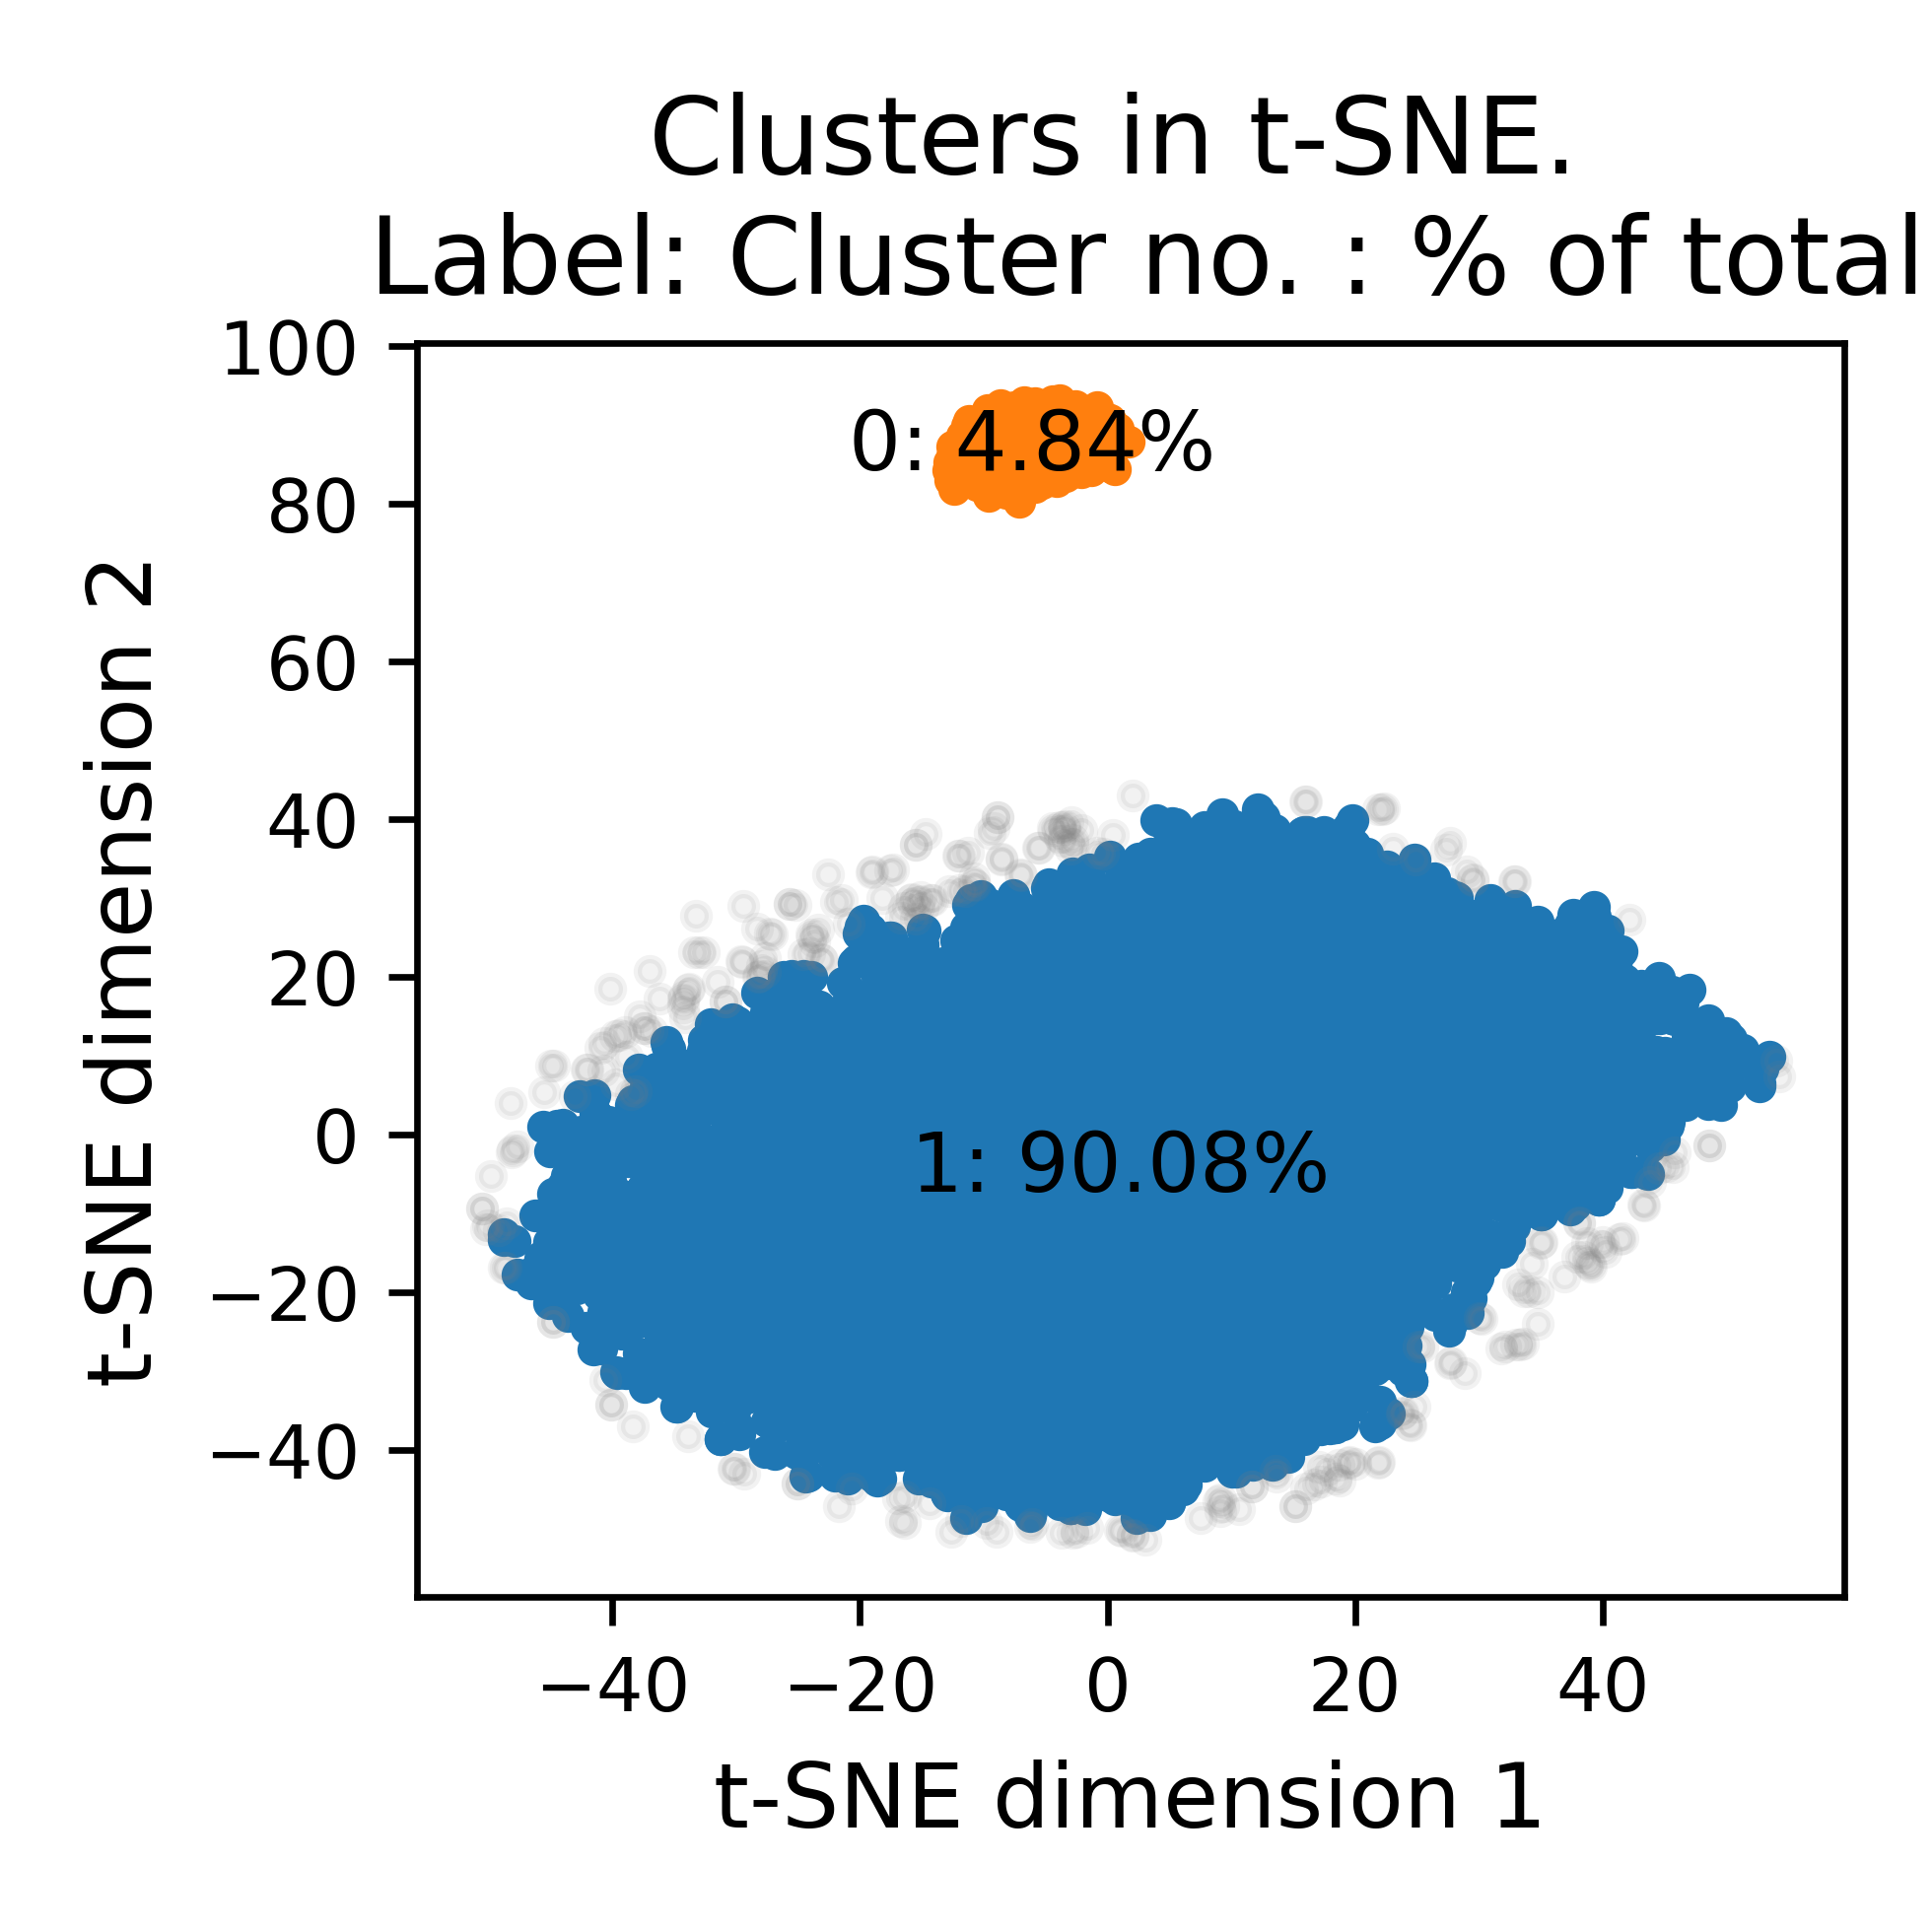 Clusters in t-SNE.
Label: Cluster no. : % of total
100
80
60
40
20
0
−20
−40
t-SNE dimension 2
0: 4.84%
1: 90.08%
−40 −20 0 20 40
t-SNE dimension 1